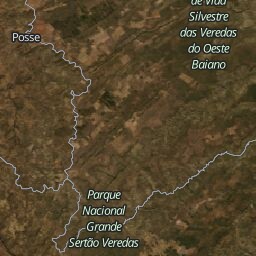 de Vida
Silvestre
das Veredas
do Oeste
Baiano
Posse
Parque
Nacional
Grande
Sertão Veredas